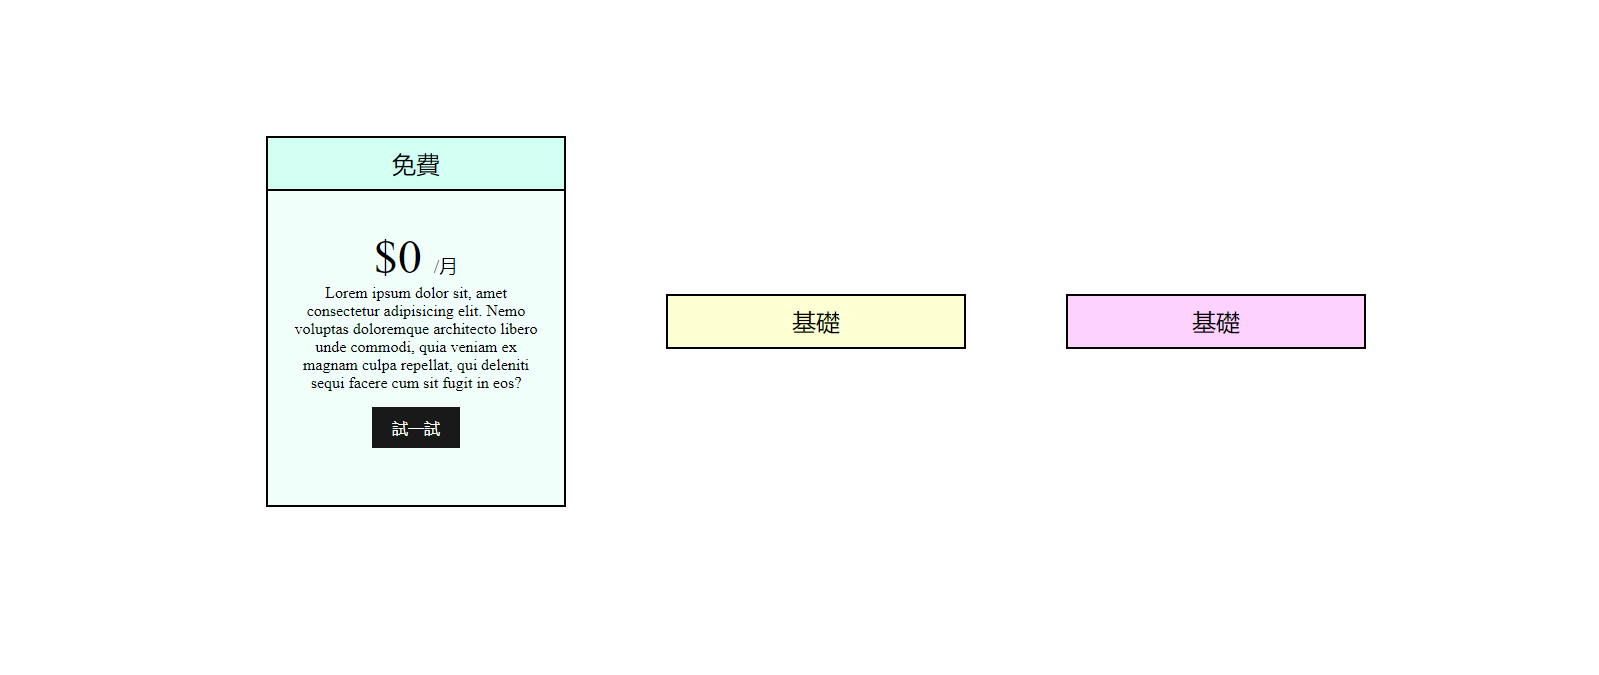 免費
$0 /月
Lorem ipsum dolor sit, amet
consectetur adipisicing elit. Nemo
voluptas doloremque architecto libero
unde commodi, quia veniam ex
magnam culpa repellat, qui deleniti
sequi facere cum sit fugit in eos?
試一試
基礎
基礎